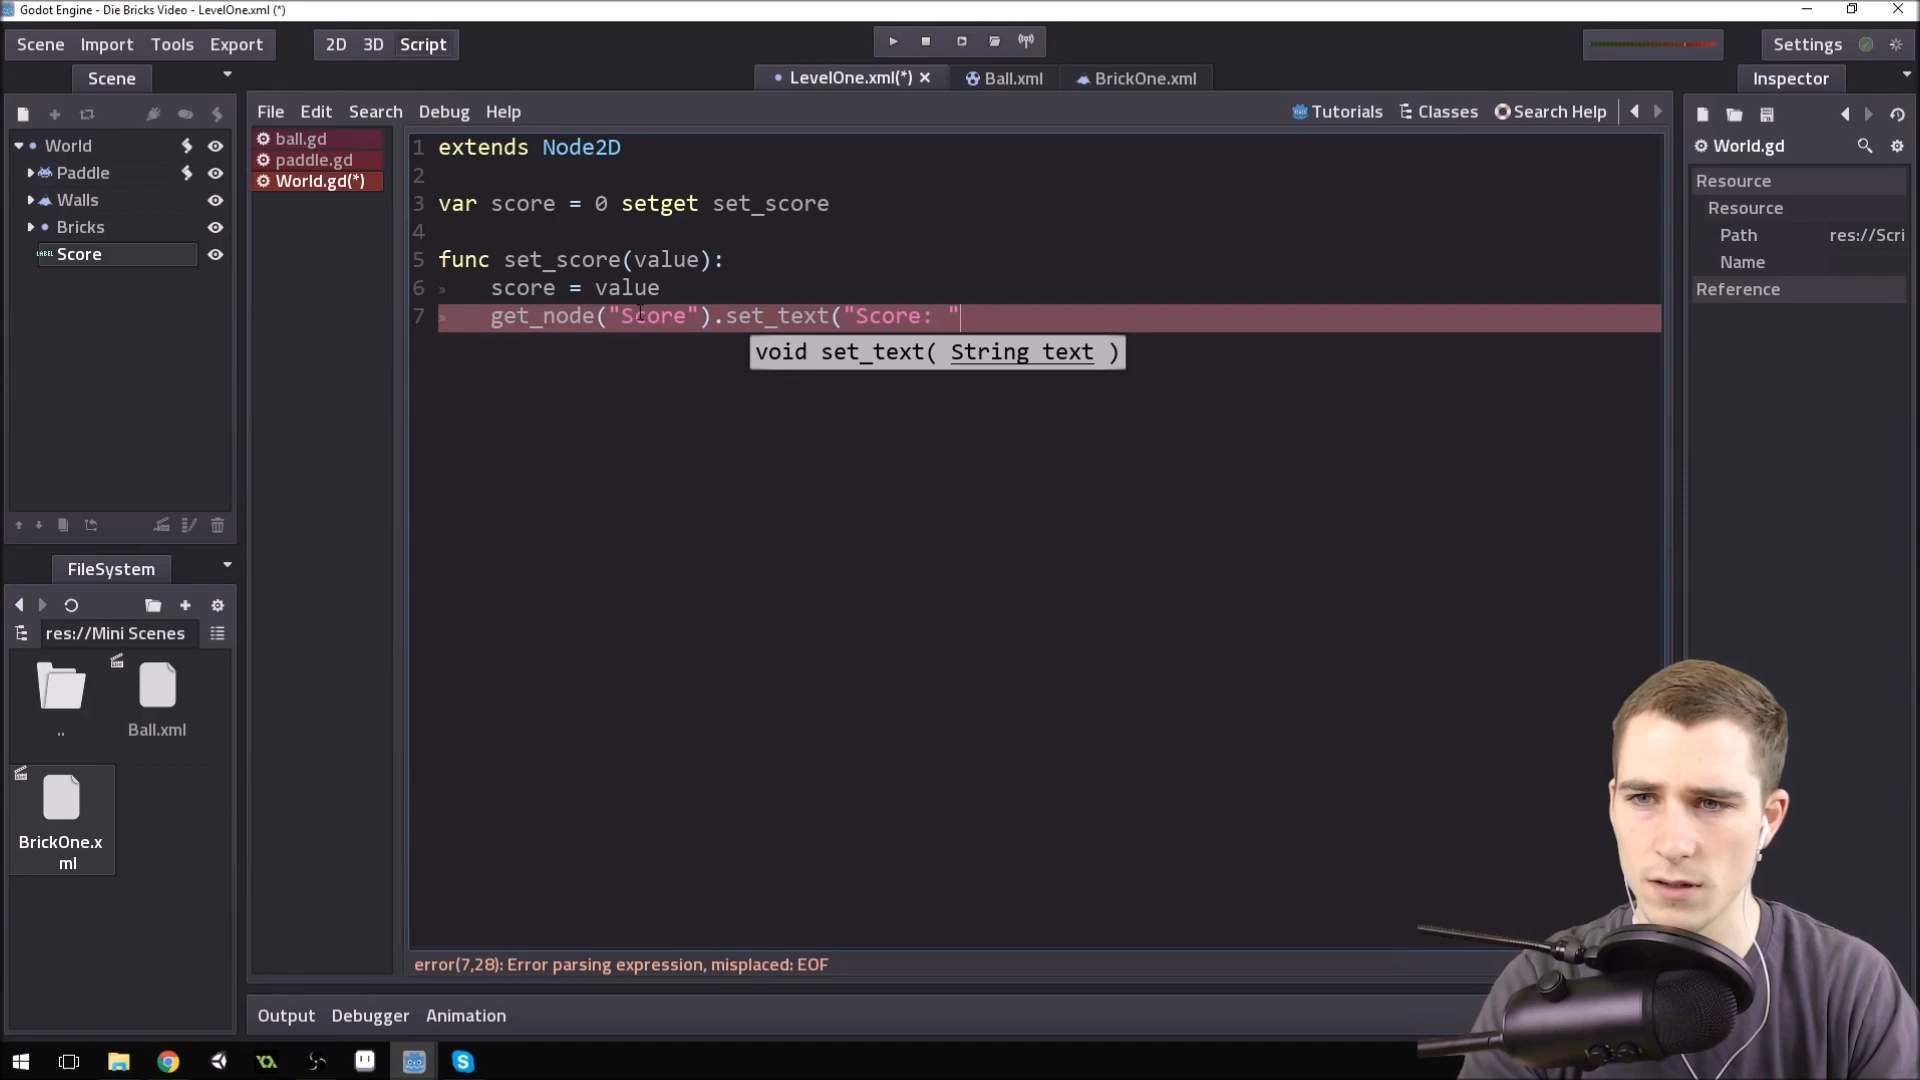 Godot Engine - Die Bricks Video - LevelOne.xml (*)
Scene Import Tools Export 2D 3D Script Settings
Scene LevelOne.xml(*) Ball.xml BrickOne.xml Inspector
File Edit Search Debug Help Tutorials Classes Search Help
World
Paddle
Walls
Bricks
LABEL Score
ball.gd
paddle.gd
World.gd(*)
1 extends Node2D
2
3 var score = 0 setget set_score
4
5 func set_score(value):
6 » score = value
7 » get_node("Score").set_text("Score: "
void set_text( String text )
World.gd
Resource
Resource
Path res://Scri
Name
Reference
FileSystem
res://Mini Scenes
..
Ball.xml
BrickOne.x
ml
error(7,28): Error parsing expression, misplaced: EOF
Output Debugger Animation